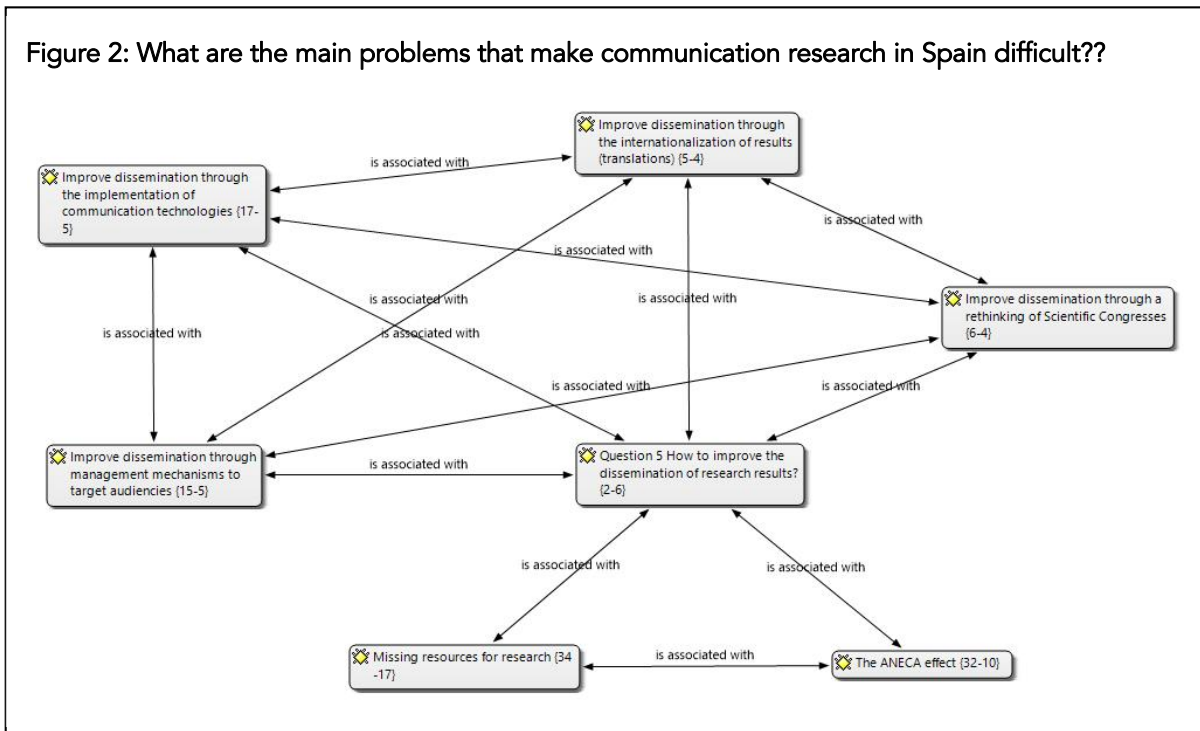 Figure 2: What are the main problems that make communication research in Spain difficult??
Improve dissemination through
the internationalization of results
(translations) {5-4}
is associated with
Improve dissemination through
the implementation of
communication technologies {17-
5}
is associated with
is associated with
is associated with
is associated with
Improve dissemination through a
rethinking of Scientific Congresses
{6-4}
is associated with
is associated with
is associated with
is associated with
Improve dissemination through
management mechanisms to
target audiences {15-5}
is associated with
Question 5 How to improve the
dissemination of research results?
{2-6}
is associated with
is associated with
Missing resources for research {34
-17}
is associated with
The ANECA effect {32-10}